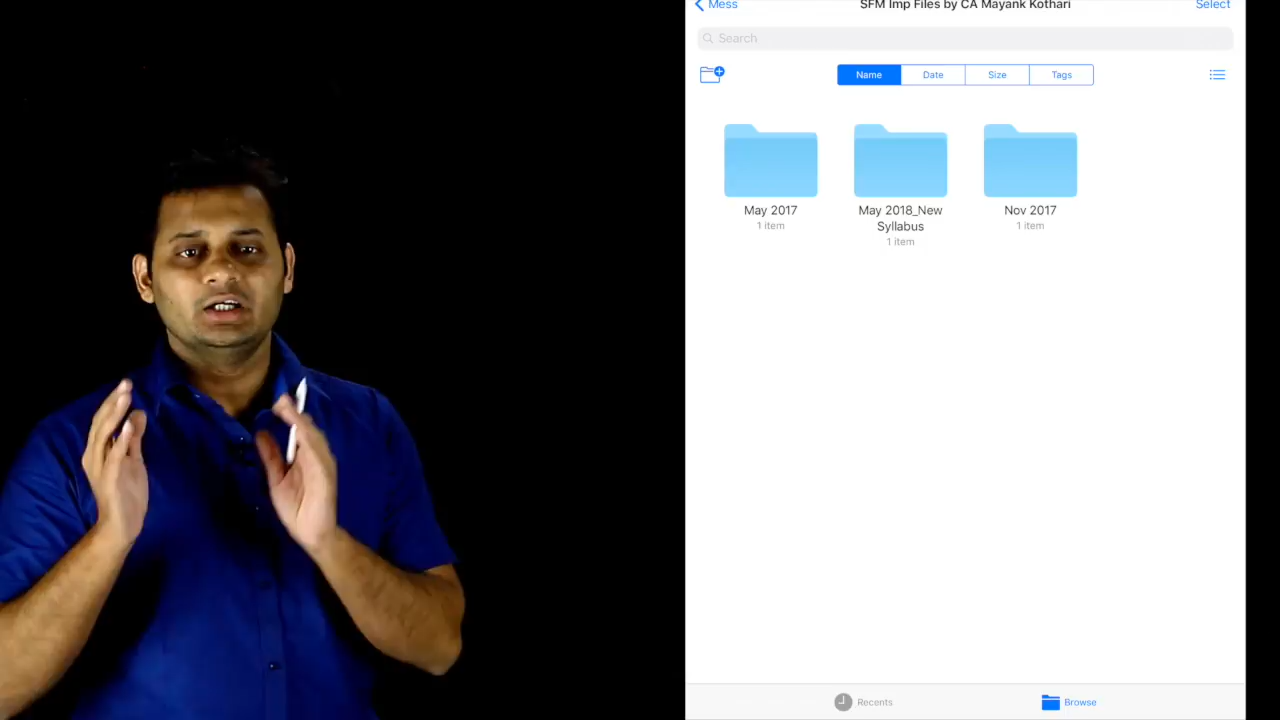 Mess
SFM Imp Files by CA Mayank Kothari
Select
Search
Name
Date
Size
Tags
May 2017
1 item
May 2018_New
Syllabus
1 item
Nov 2017
1 item
Recents
Browse